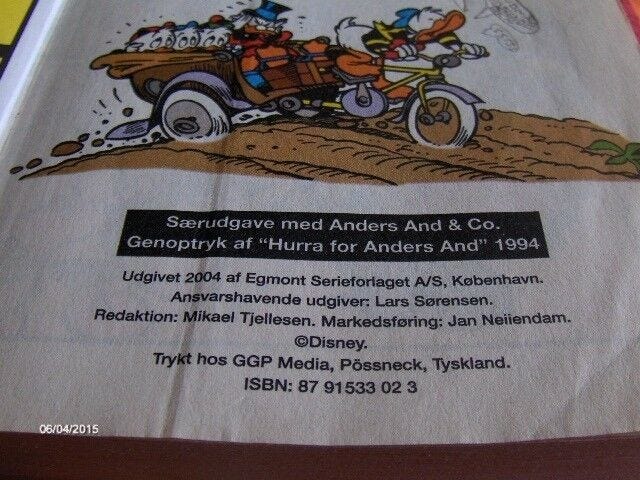 Særudgave med Anders And & Co.
Genoptryk af "Hurra for Anders And" 1994
Udgivet 2004 af Egmont Serieforlaget A/S, København.
Ansvarshavende udgiver: Lars Sørensen.
Redaktion: Mikael Tjellesen. Markedsføring: Jan Neiiendam.
©Disney.
Trykt hos GGP Media, Pössneck, Tyskland.
ISBN: 87 91533 02 3
06/04/2015